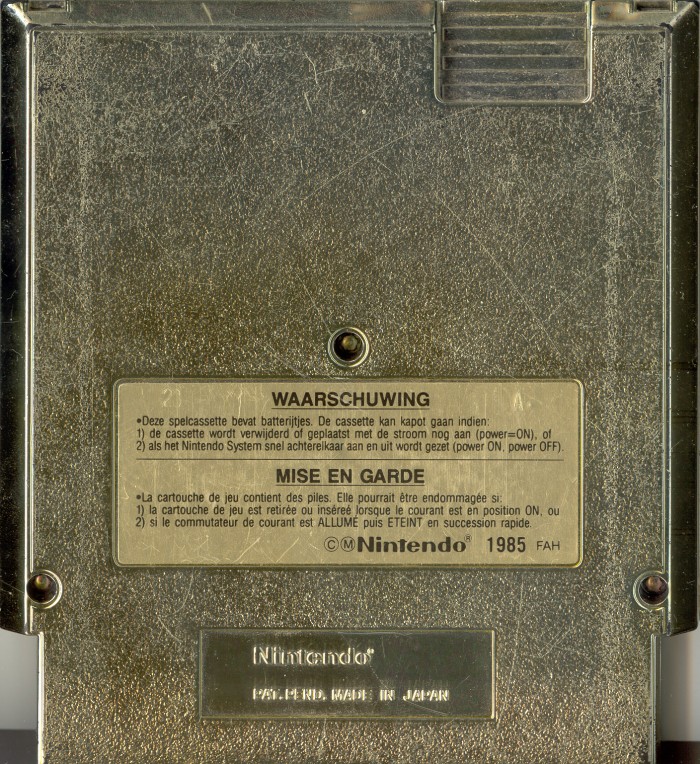 WAARSCHUWING
•Deze spelcassette bevat batterijtjes. De cassette kan kapot gaan indien:
1) de cassette wordt verwijderd of geplaatst met de stroom nog aan (power=ON), of
2) als het Nintendo System snel achterelkaar aan en uit wordt gezet (power ON, power OFF).
MISE EN GARDE
•La cartouche de jeu contient des piles. Elle pourrait être endommagée si:
1) la cartouche de jeu est retirée ou inséreé lorsque le courant est en position ON, ou
2) si le commutateur de courant est ALLUMÉ puis ETEINT en succession rapide.
ⒸⓂNintendo® 1985 FAH
Nintendo®
PAT. PEND. MADE IN JAPAN